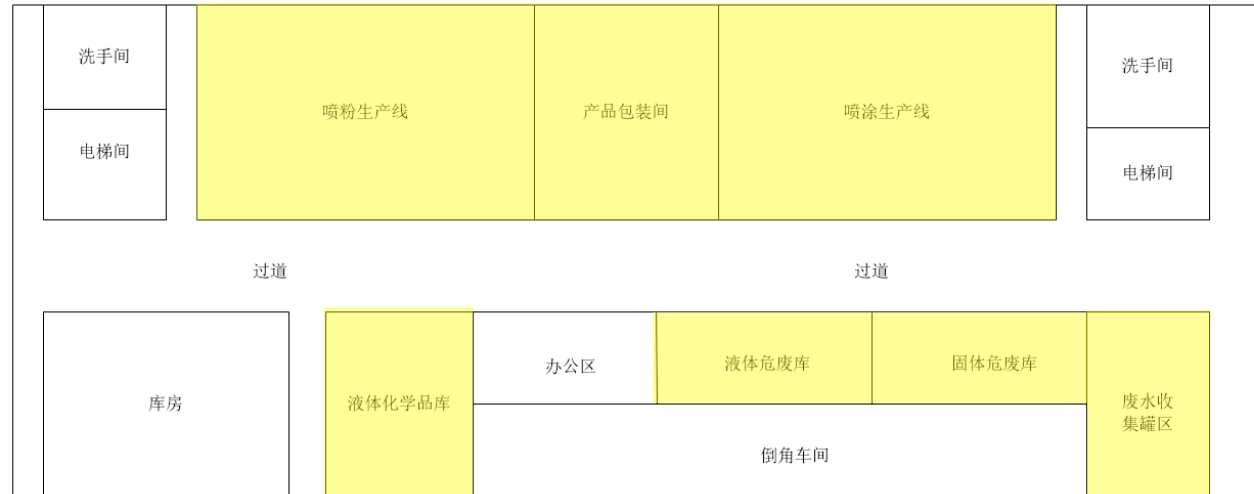 洗手间
电梯间
喷粉生产线
产品包装间
喷涂生产线
洗手间
电梯间
过道
过道
库房
液体化学品库
办公区
液体危废库
固体危废库
废水收
集罐区
倒角车间